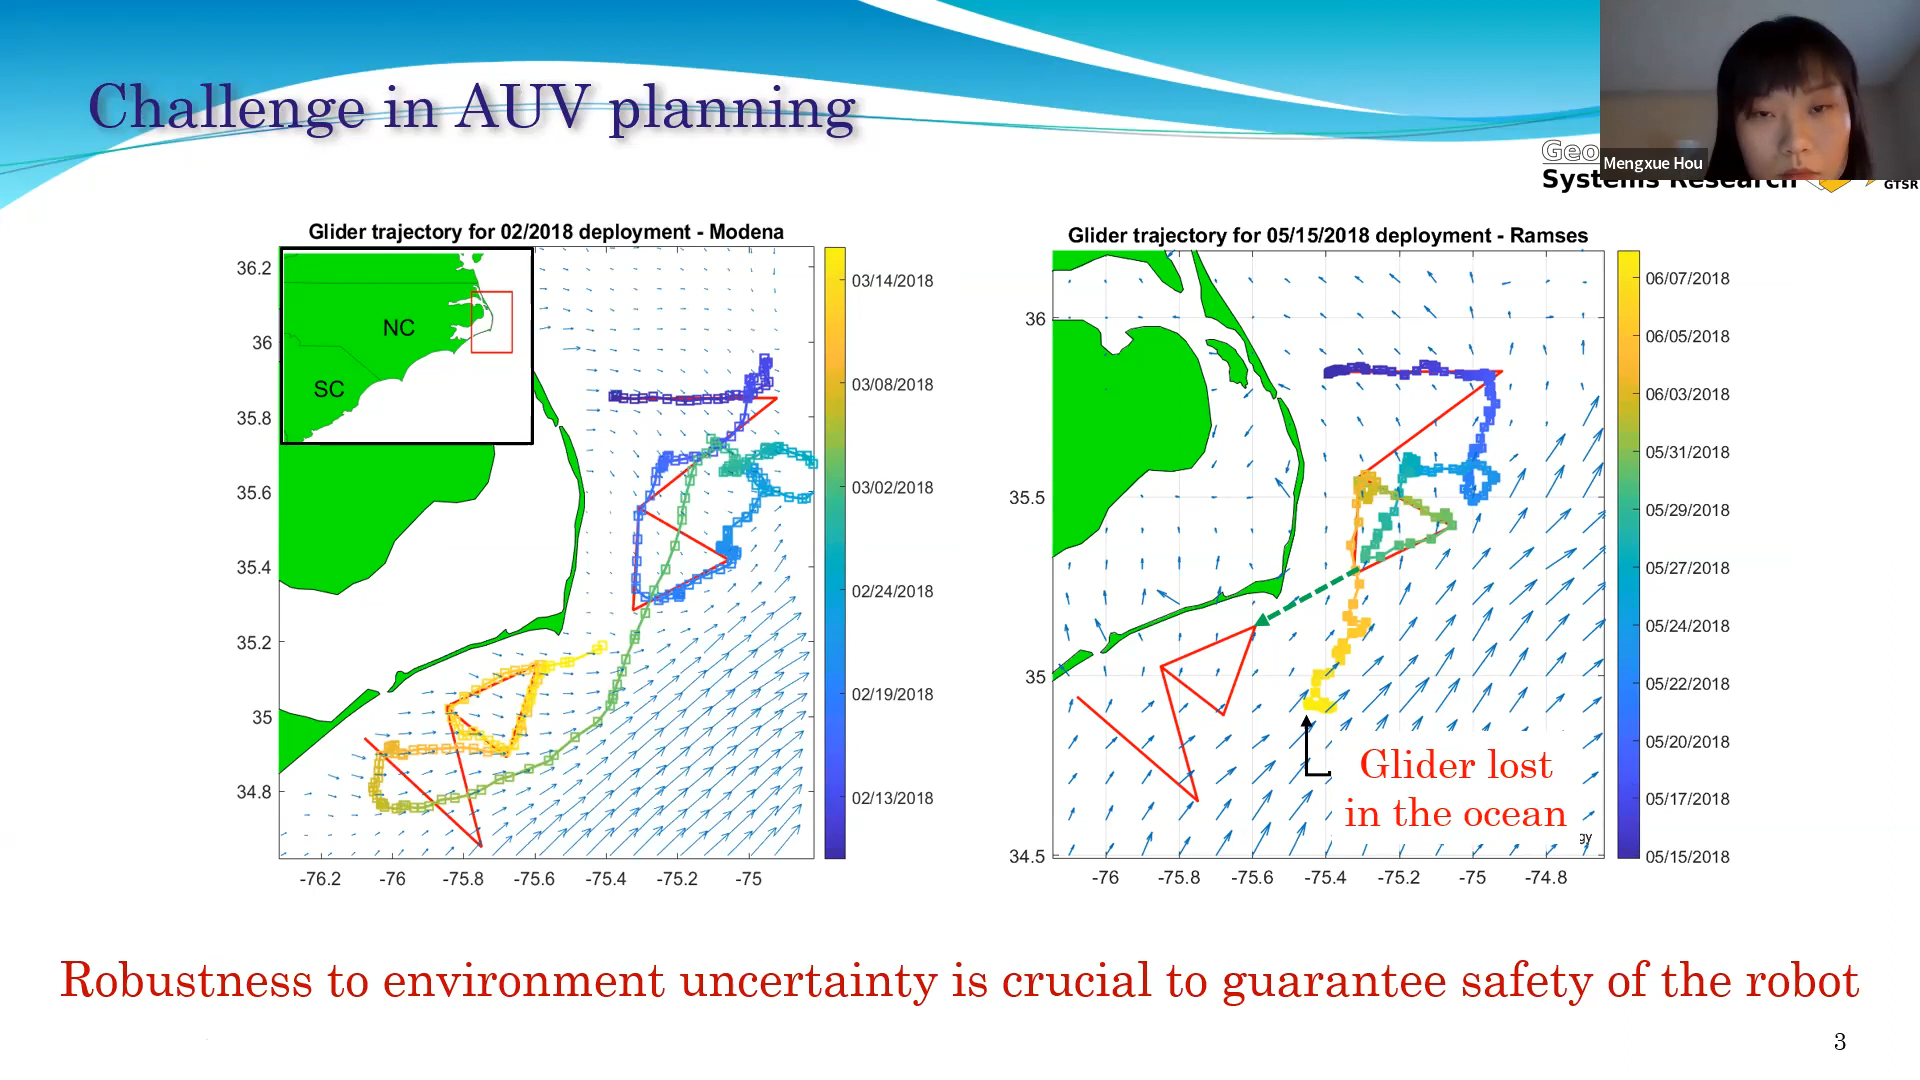 Challenge in AUV planning
Geo
Systems Research
GTSR
Mengxue Hou
Glider trajectory for 02/2018 deployment - Modena
36.2
36
35.8
35.6
35.4
35.2
35
34.8
-76.2 -76 -75.8 -75.6 -75.4 -75.2 -75
NC
SC
03/14/2018
03/08/2018
03/02/2018
02/24/2018
02/19/2018
02/13/2018
Glider trajectory for 05/15/2018 deployment - Ramses
36
35.5
35
34.5
-76 -75.8 -75.6 -75.4 -75.2 -75 -74.8
Glider lost
in the ocean
gy
06/07/2018
06/05/2018
06/03/2018
05/31/2018
05/29/2018
05/27/2018
05/24/2018
05/22/2018
05/20/2018
05/17/2018
05/15/2018
Robustness to environment uncertainty is crucial to guarantee safety of the robot
3